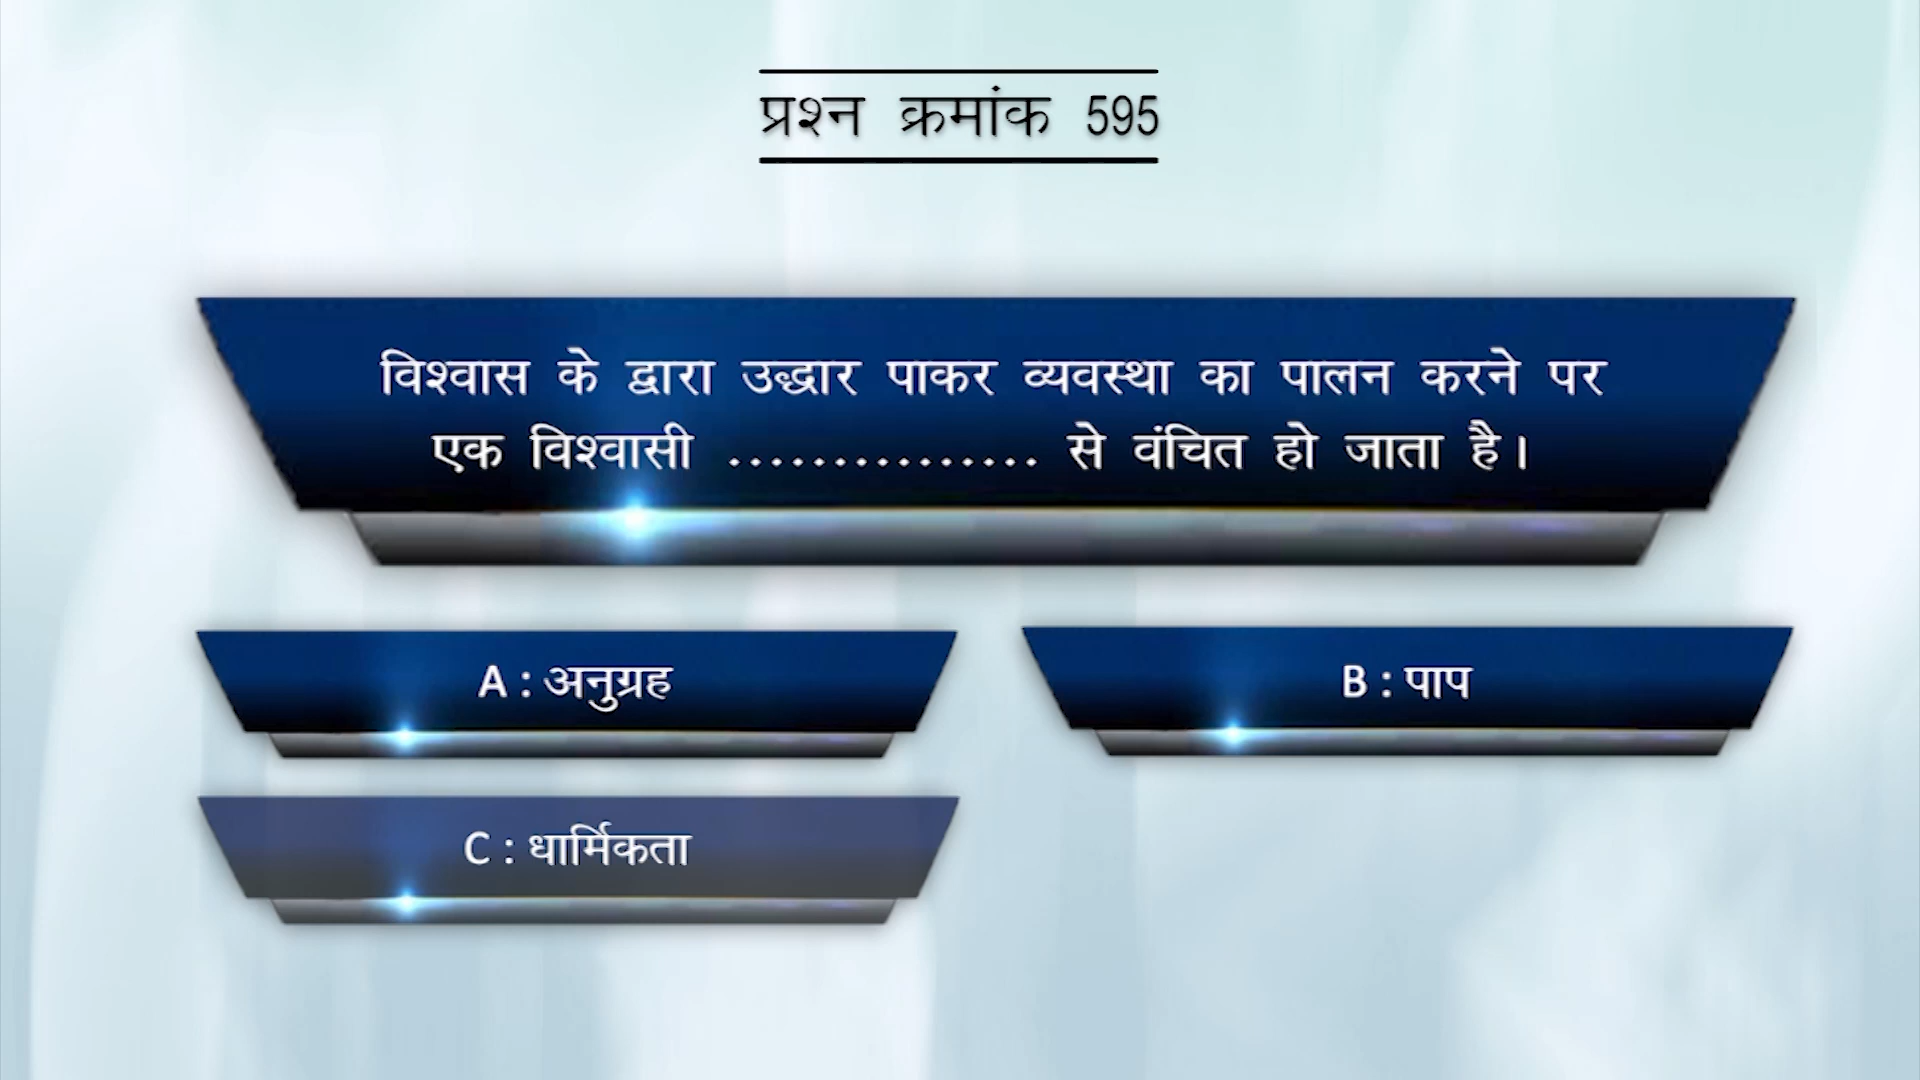 प्रश्न क्रमांक 595
विश्वास के द्वारा उद्धार पाकर व्यवस्था का पालन करने पर
एक विश्वासी ............... से वंचित हो जाता है।
A : अनुग्रह
B : पाप
C : धार्मिकता